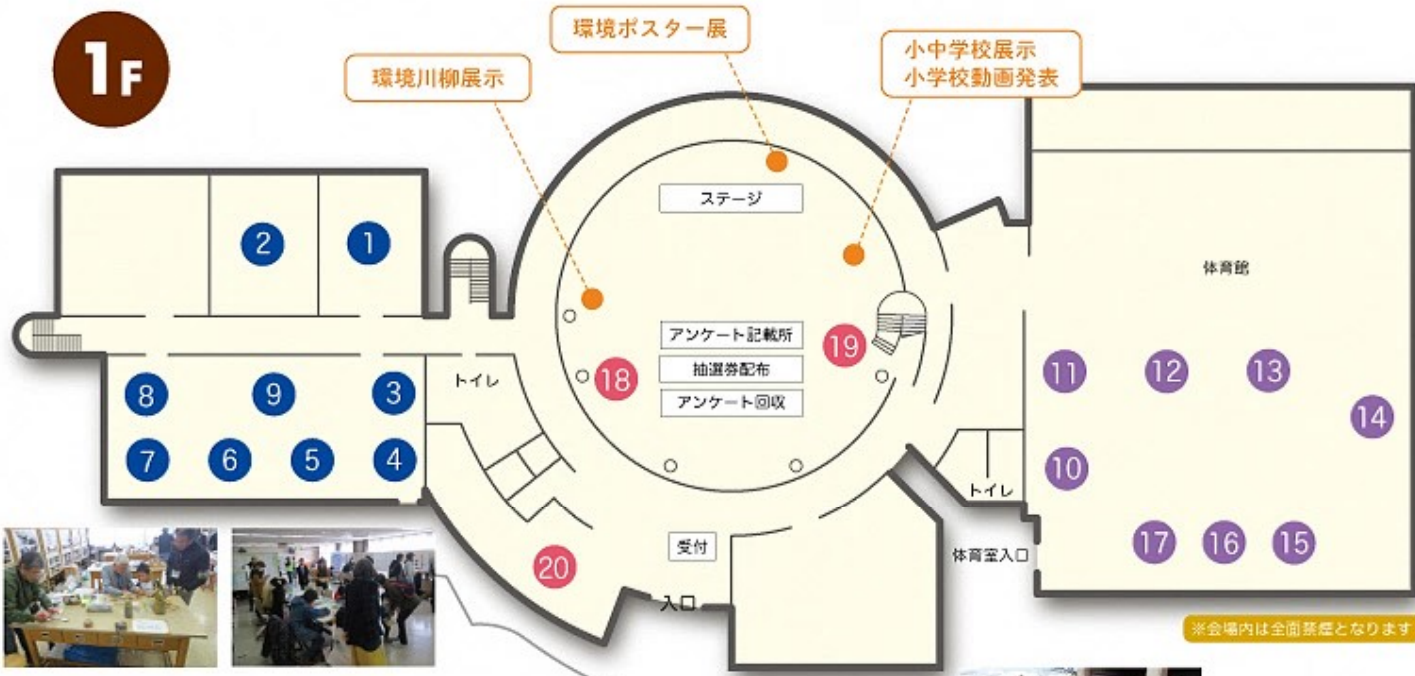 1F
環境ポスター展
環境川柳展示
小中学校展示
小学校動画発表
ステージ
体育館
2
1
アンケート記載所
抽選券配布
アンケート回収
トイレ
8
9
3
7
6
5
4
18
19
11
12
13
14
10
トイレ
17
16
15
受付
20
入口
体育室入口
※会場内は全面禁煙となります